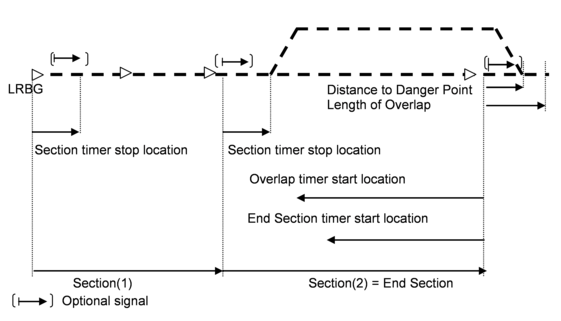 LRBG
Distance to Danger Point
Length of Overlap
Section timer stop location
Section timer stop location
Overlap timer start location
End Section timer start location
Section(1)
Section(2) = End Section
Optional signal